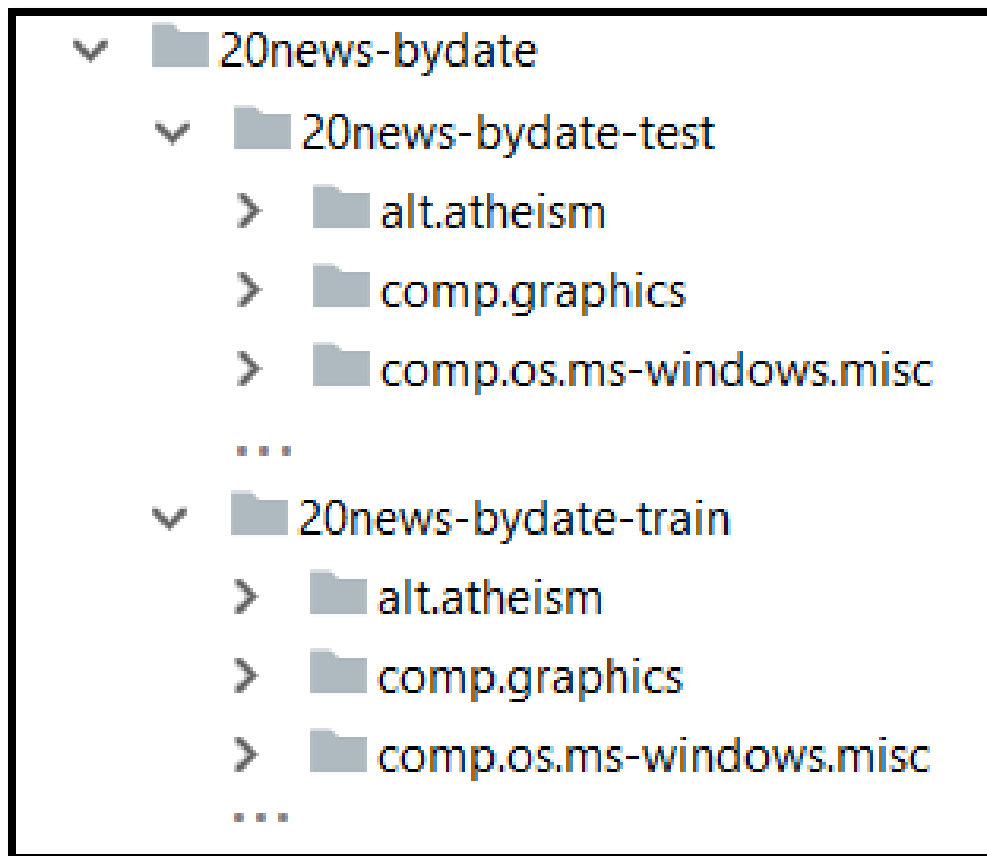 20news-bydate
20news-bydate-test
alt.atheism
comp.graphics
comp.os.ms-windows.misc
...
20news-bydate-train
alt.atheism
comp.graphics
comp.os.ms-windows.misc
...